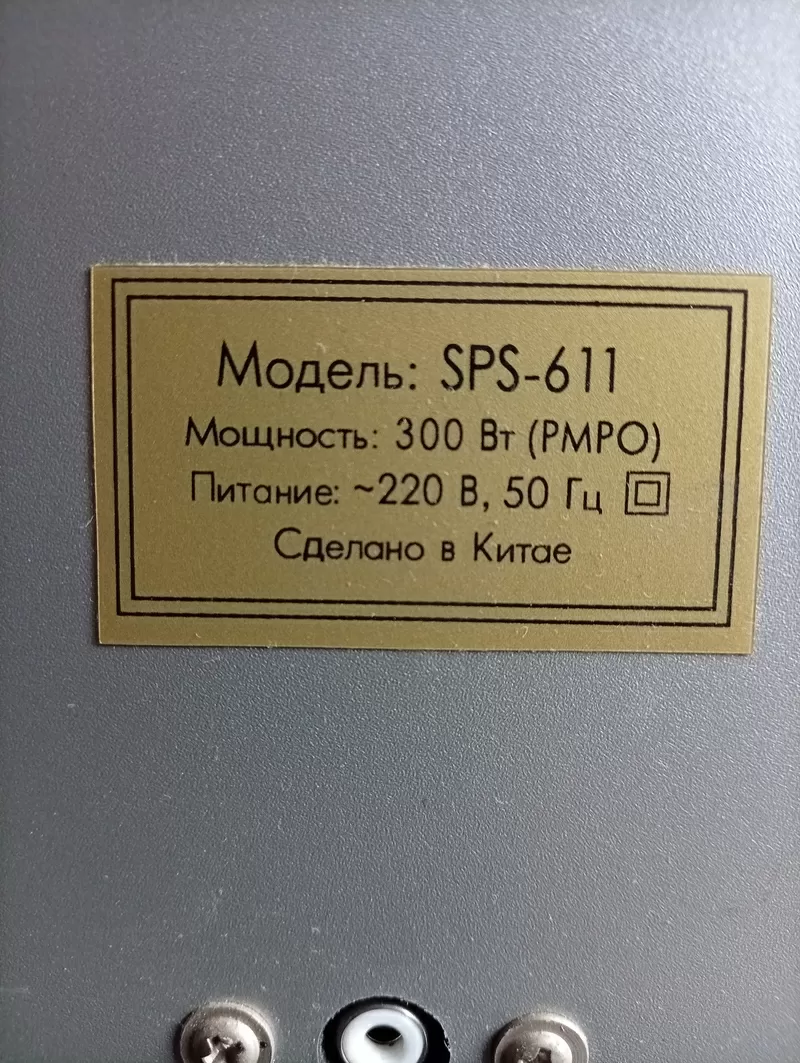 Модель: SPS-611
Мощность: 300 Вт (PMPO)
Питание: ~220 В, 50 Гц
Сделано в Китае